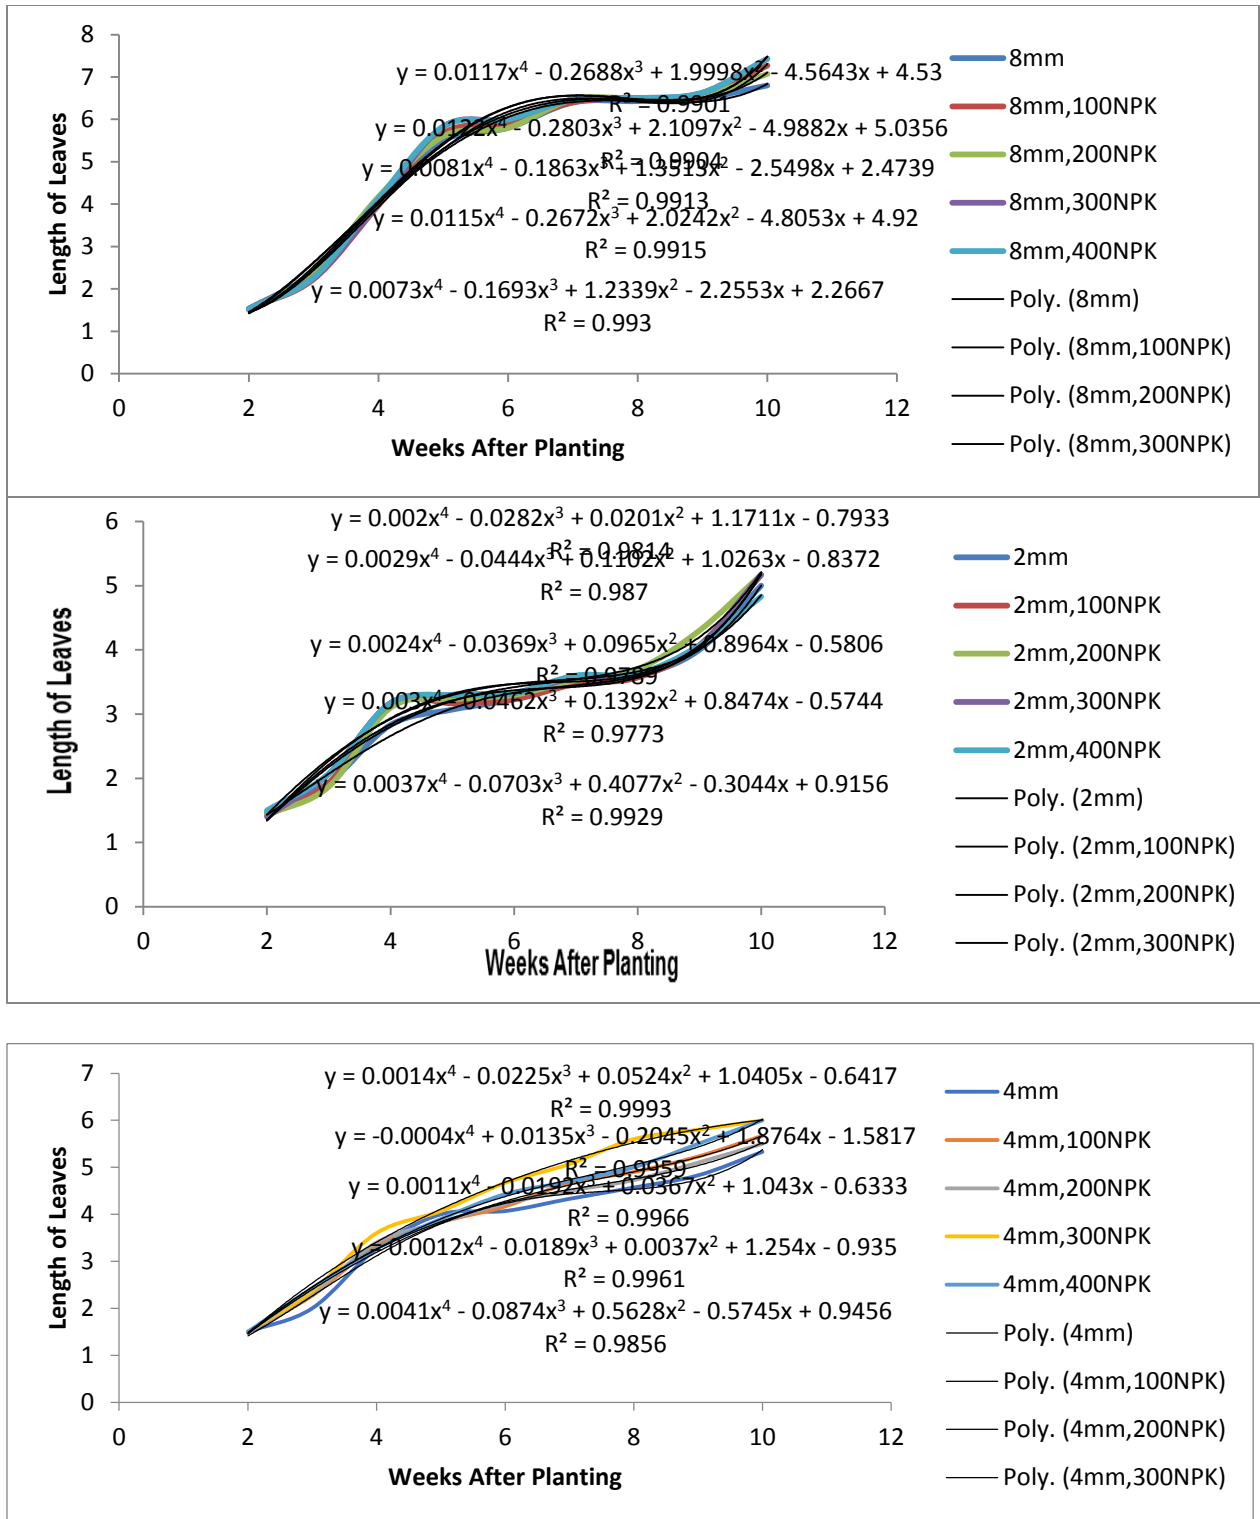 8
7
6
5
4
3
2
1
0
Length of Leaves
y = 0.0117x⁴ - 0.2688x³ + 1.9998x² - 4.5643x + 4.53
R² = 0.9901
y = 0.0122x⁴ - 0.2803x³ + 2.1097x² - 4.9882x + 5.0356
R² = 0.9904
y = 0.0081x⁴ - 0.1863x³ + 1.3513x² - 2.5498x + 2.4739
R² = 0.9913
y = 0.0115x⁴ - 0.2672x³ + 2.0242x² - 4.8053x + 4.92
R² = 0.9915
y = 0.0073x⁴ - 0.1693x³ + 1.2339x² - 2.2553x + 2.2667
R² = 0.993
0 2 4 6 8 10 12
Weeks After Planting
8mm
8mm,100NPK
8mm,200NPK
8mm,300NPK
8mm,400NPK
Poly. (8mm)
Poly. (8mm,100NPK)
Poly. (8mm,200NPK)
Poly. (8mm,300NPK)
6
5
4
3
2
1
0
Length of Leaves
y = 0.002x⁴ - 0.0282x³ + 0.0201x² + 1.1711x - 0.7933
R² = 0.9814
y = 0.0029x⁴ - 0.0444x³ + 0.1102x² + 1.0263x - 0.8372
R² = 0.987
y = 0.0024x⁴ - 0.0369x³ + 0.0965x² + 0.8964x - 0.5806
R² = 0.9789
y = 0.003x⁴ - 0.0462x³ + 0.1392x² + 0.8474x - 0.5744
R² = 0.9773
y = 0.0037x⁴ - 0.0703x³ + 0.4077x² - 0.3044x + 0.9156
R² = 0.9929
0 2 4 6 8 10 12
Weeks After Planting
2mm
2mm,100NPK
2mm,200NPK
2mm,300NPK
2mm,400NPK
Poly. (2mm)
Poly. (2mm,100NPK)
Poly. (2mm,200NPK)
Poly. (2mm,300NPK)
7
6
5
4
3
2
1
0
Length of Leaves
y = 0.0014x⁴ - 0.0225x³ + 0.0524x² + 1.0405x - 0.6417
R² = 0.9993
y = -0.0004x⁴ + 0.0135x³ - 0.2045x² + 1.8764x - 1.5817
R² = 0.9959
y = 0.0011x⁴ - 0.0192x³ + 0.0367x² + 1.043x - 0.6333
R² = 0.9966
y = 0.0012x⁴ - 0.0189x³ + 0.0037x² + 1.254x - 0.935
R² = 0.9961
y = 0.0041x⁴ - 0.0874x³ + 0.5628x² - 0.5745x + 0.9456
R² = 0.9856
0 2 4 6 8 10 12
Weeks After Planting
4mm
4mm,100NPK
4mm,200NPK
4mm,300NPK
4mm,400NPK
Poly. (4mm)
Poly. (4mm,100NPK)
Poly. (4mm,200NPK)
Poly. (4mm,300NPK)